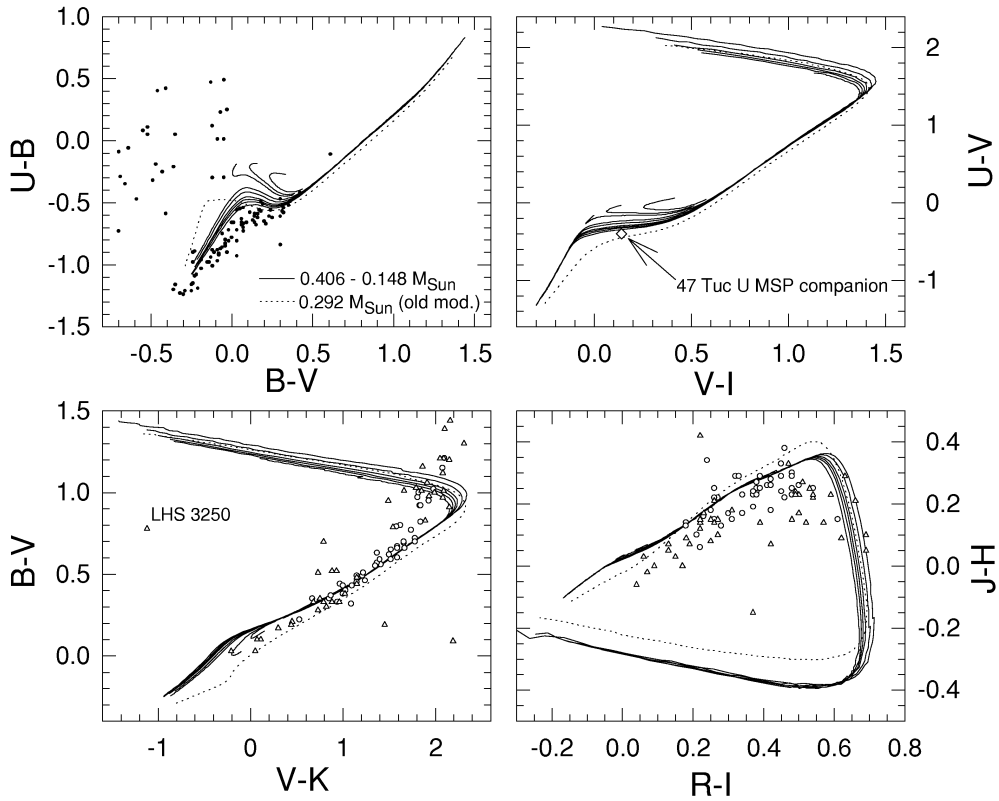 1.0
0.5
0.0
-0.5
-1.0
-1.5
U-B
-0.5 0.0 0.5 1.0 1.5
B-V
0.406 - 0.148 MSun
0.292 MSun (old mod.)
2
1
0
-1
U-V
0.0 0.5 1.0 1.5
V-I
47 Tuc U MSP companion
1.5
1.0
0.5
0.0
B-V
-1 0 1 2
V-K
LHS 3250
0.4
0.2
0.0
-0.2
-0.4
J-H
-0.2 0.0 0.2 0.4 0.6 0.8
R-I